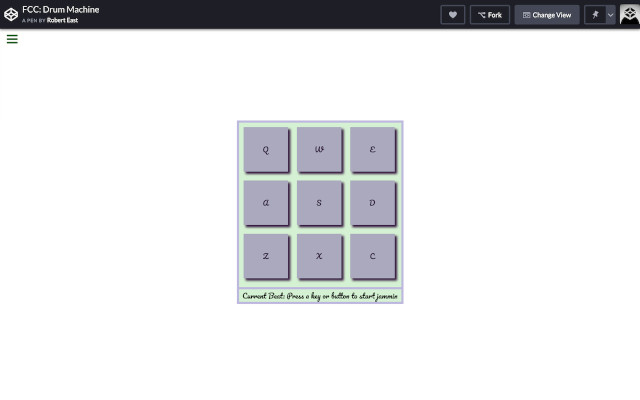 FCC: Drum Machine
A PEN BY Robert East
Fork
Change View
Q W E
A S D
Z X C
Current Beat: Press a key or button to start jammin